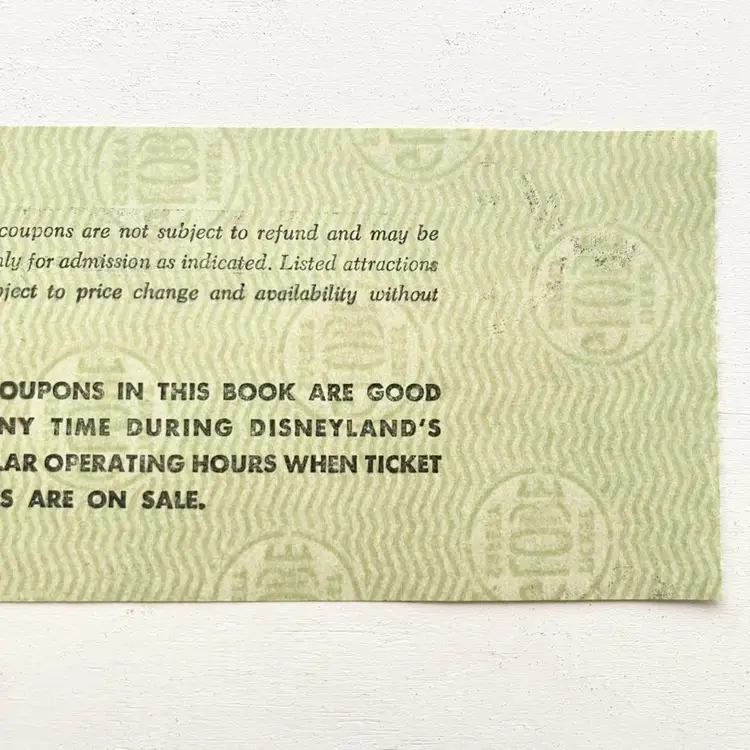 coupons are not subject to refund and may be
nly for admission as indicated. Listed attractions
bject to price change and availability without
OUPONS IN THIS BOOK ARE GOOD
NY TIME DURING DISNEYLAND'S
LAR OPERATING HOURS WHEN TICKET
S ARE ON SALE.